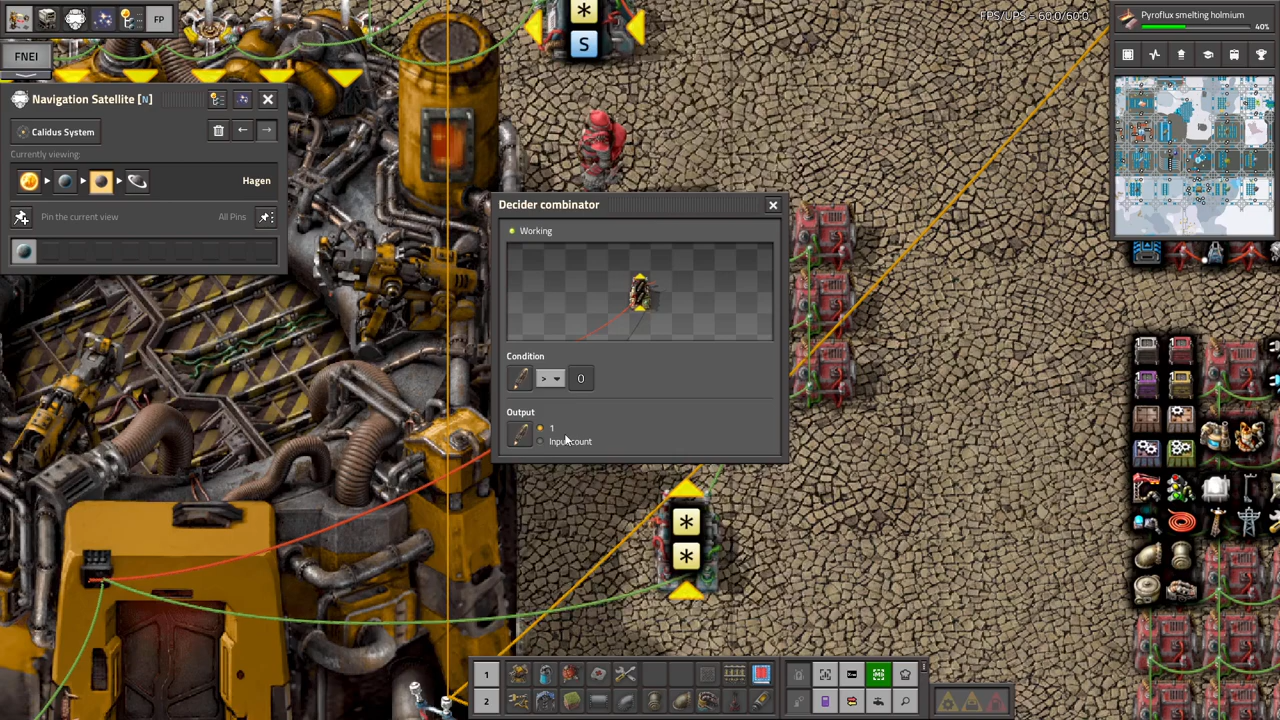 FP
FPS/UPS = 60.0/60.0
Pyroflux smelting holmium
40%
FNEI
Navigation Satellite [N]
Calidus System
Currently viewing:
Hagen
Pin the current view
All Pins
S
Decider combinator
Working
Condition
> 0
Output
1
Input count
*
*
*
1
2